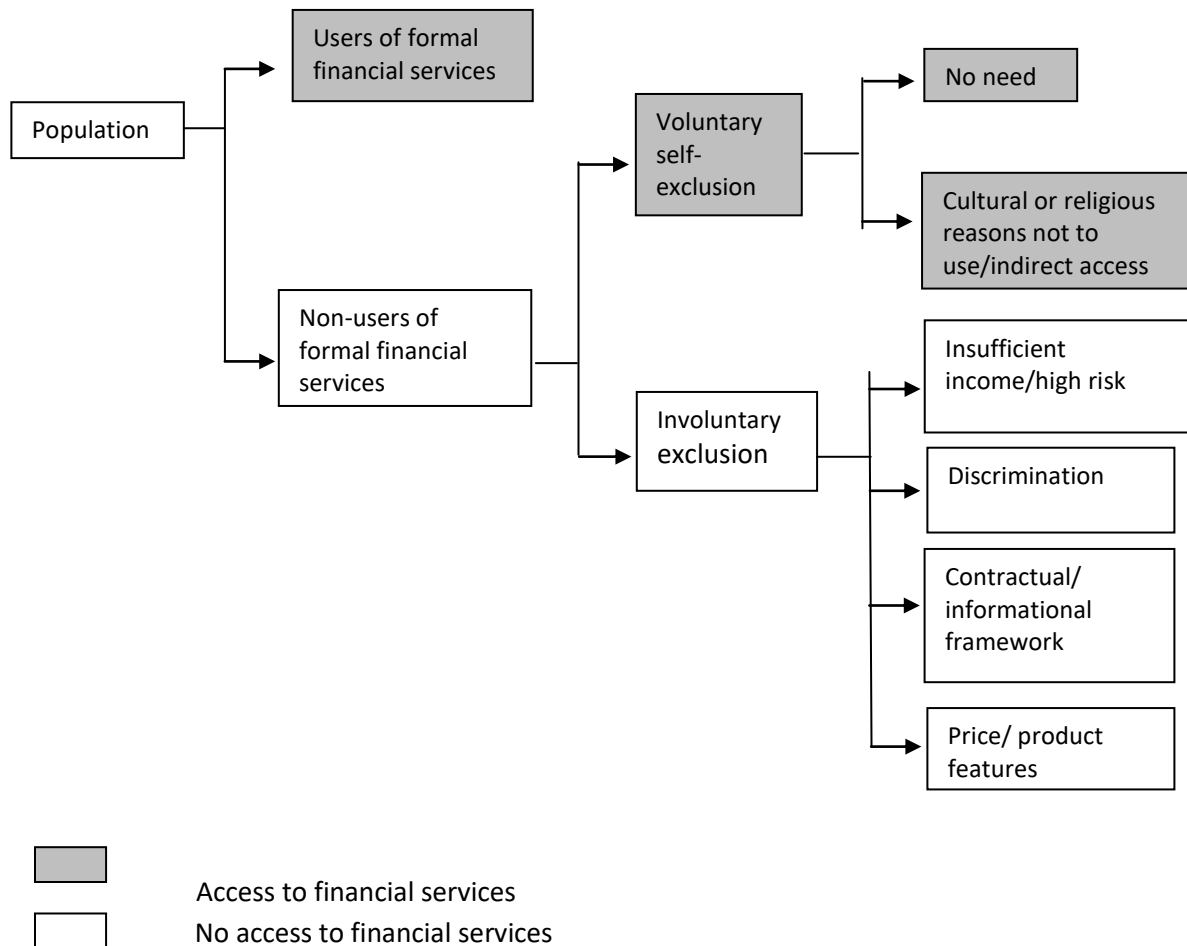 Users of formal
financial services
Population
Non-users of
formal financial
services
Voluntary
self-
exclusion
Involuntary
exclusion
No need
Cultural or religious
reasons not to
use/indirect access
Insufficient
income/high risk
Discrimination
Contractual/
informational
framework
Price/ product
features
Access to financial services
No access to financial services